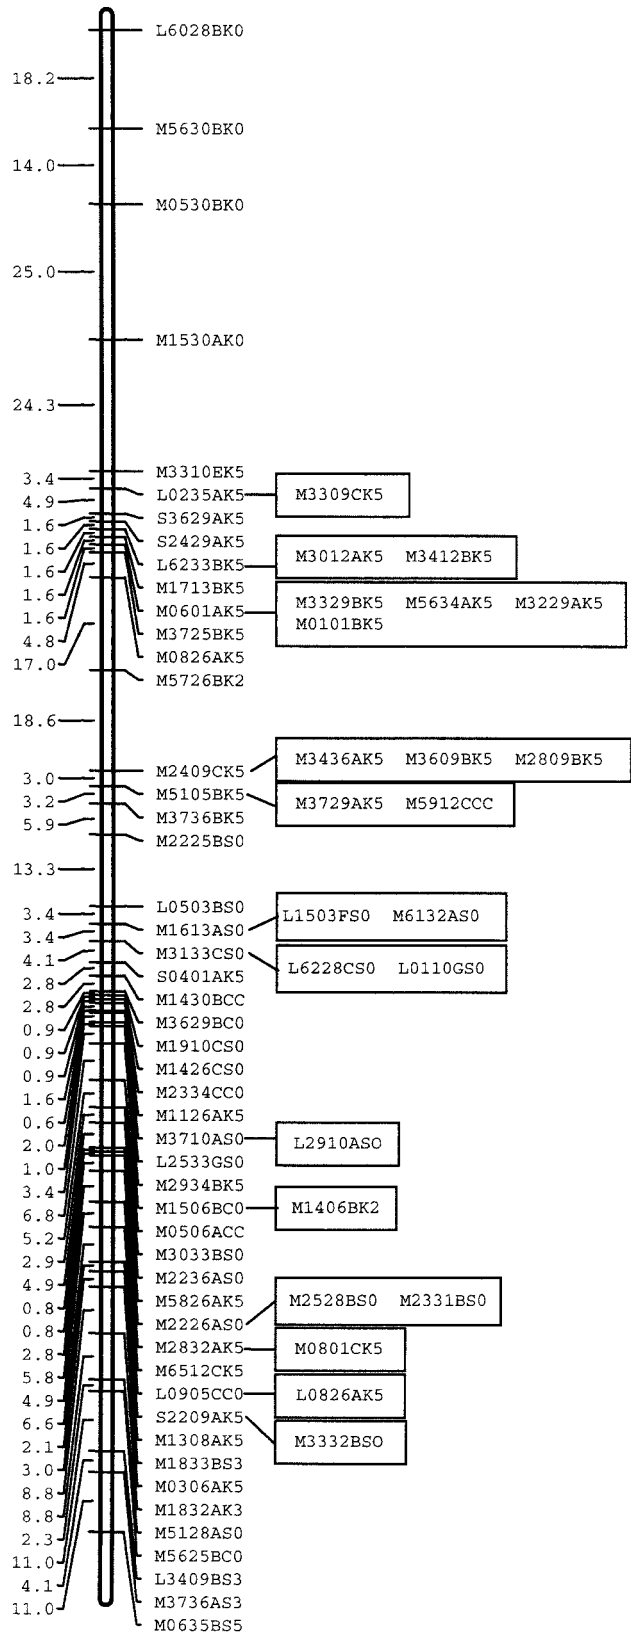 L6028BK0
18.2
M5630BK0
14.0
M0530BK0
25.0
M1530AK0
24.3
M3310EK5
3.4
L0235AK5 M3309CK5
4.9
S3629AK5
1.6
S2429AK5
1.6
L6233BK5 M3012AK5 M3412BK5
1.6
M1713BK5
1.6
M0601AK5 M3329BK5 M5634AK5 M3229AK5
M0101BK5
1.6
M3725BK5
4.8
M0826AK5
17.0
M5726BK2
18.6
M2409CK5 M3436AK5 M3609BK5 M2809BK5
3.0
M5105BK5 M3729AK5 M5912CCC
3.2
M3736BK5
5.9
M2225BS0
13.3
L0503BS0
3.4
M1613AS0 L1503FS0 M6132AS0
3.4
M3133CS0 L6228CS0 L0110GS0
4.1
S0401AK5
2.8
M1430BCC
2.8
M3629BC0
0.9
M1910CS0
0.9
M1426CS0
0.9
M2334CC0
1.6
M1126AK5
0.6
M3710AS0 L2910ASO
2.0
L2533GS0
1.0
M2934BK5
3.4
M1506BC0 M1406BK2
6.8
M0506ACC
5.2
M3033BS0
2.9
M2236AS0
4.9
M5826AK5
0.8
M2226AS0 M2528BS0 M2331BS0
0.8
M2832AK5 M0801CK5
2.8
M6512CK5
5.8
L0905CC0 L0826AK5
4.9
S2209AK5 M3332BSO
6.6
M1308AK5
2.1
M1833BS3
3.0
M0306AK5
8.8
M1832AK3
8.8
M5128AS0
2.3
M5625BC0
11.0
L3409BS3
4.1
M3736AS3
11.0
M0635BS5